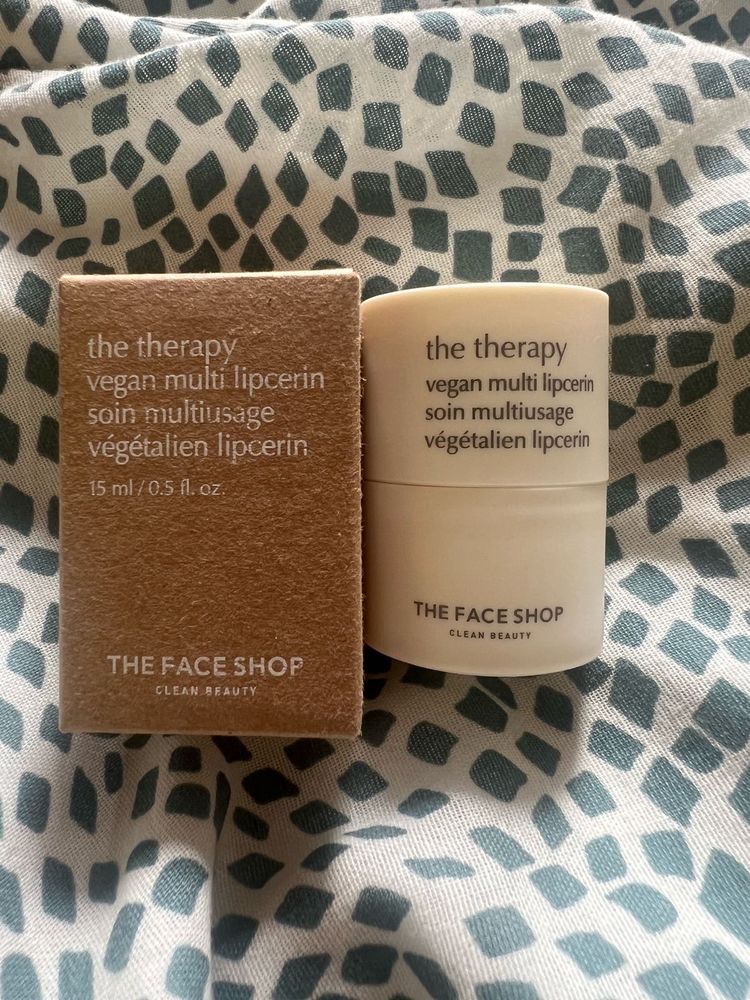 the therapy
vegan multi lipcerin
soin multiusage
végétalien lipcerin
15 ml / 0.5 fl. oz.
THE FACE SHOP
CLEAN BEAUTY
the therapy
vegan multi lipcerin
soin multiusage
végétalien lipcerin
THE FACE SHOP
CLEAN BEAUTY